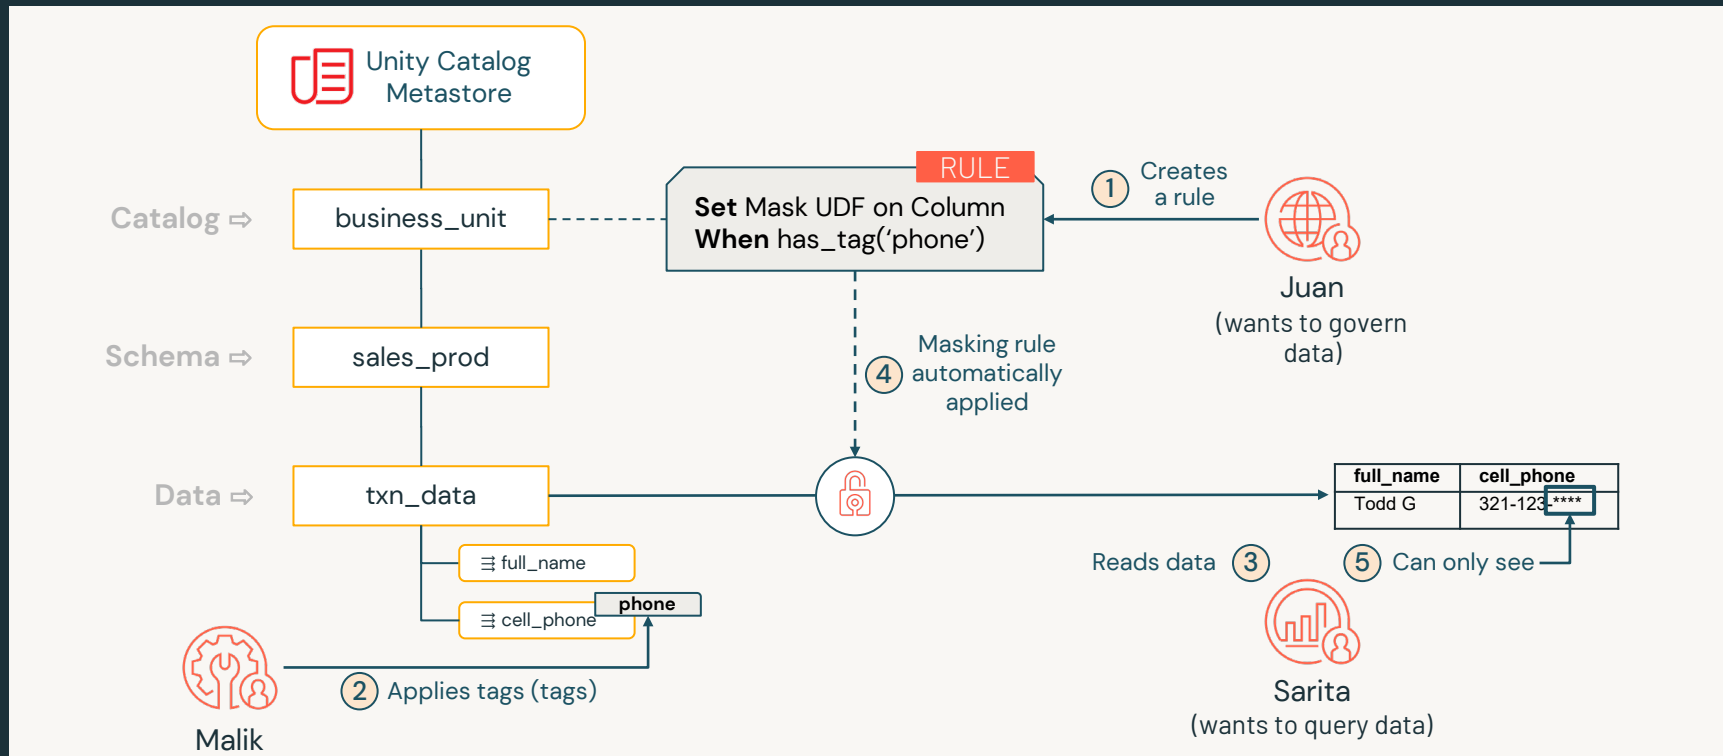 Unity Catalog
Metastore
RULE
1
Creates
a rule
Catalog ⇨
business_unit
Set Mask UDF on Column
When has_tag(‘phone’)
Juan
(wants to govern
data)
Schema ⇨
sales_prod
4
Masking rule
automatically
applied
Data ⇨
txn_data
full_name
cell_phone
Todd G
321-123-****
full_name
Reads data
3
5
Can only see
phone
cell_phone
2
Applies tags (tags)
Malik
Sarita
(wants to query data)